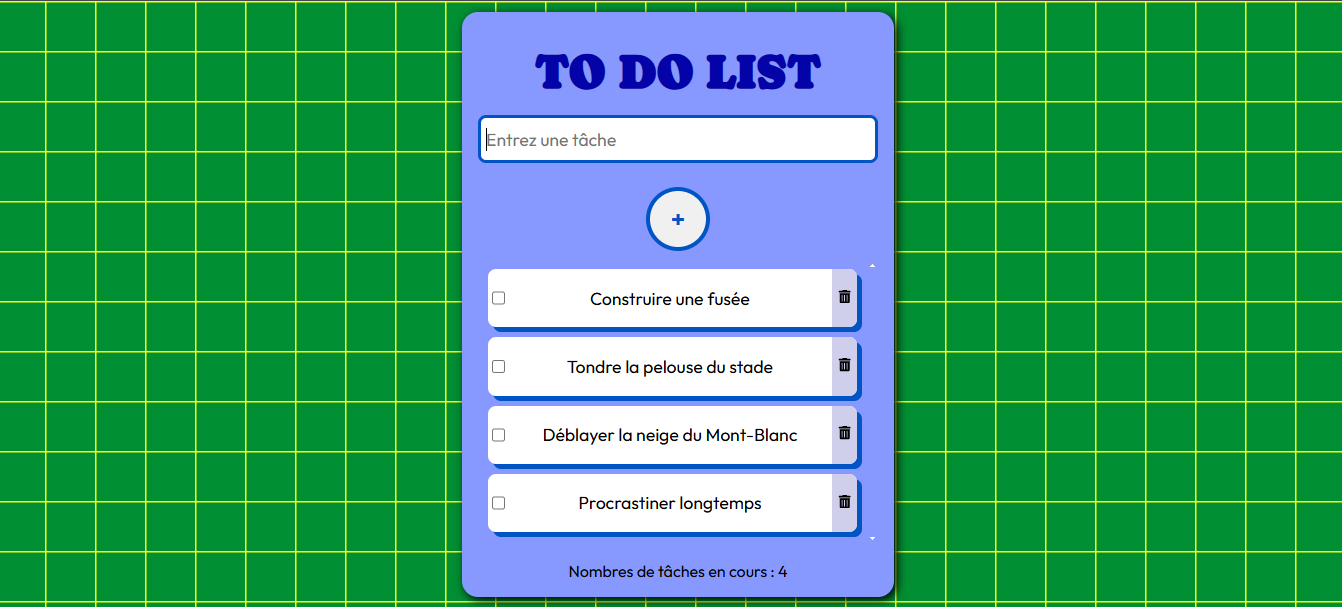 TO DO LIST
Entrez une tâche
+
Construire une fusée
Tondre la pelouse du stade
Déblayer la neige du Mont-Blanc
Procrastiner longtemps
Nombres de tâches en cours : 4